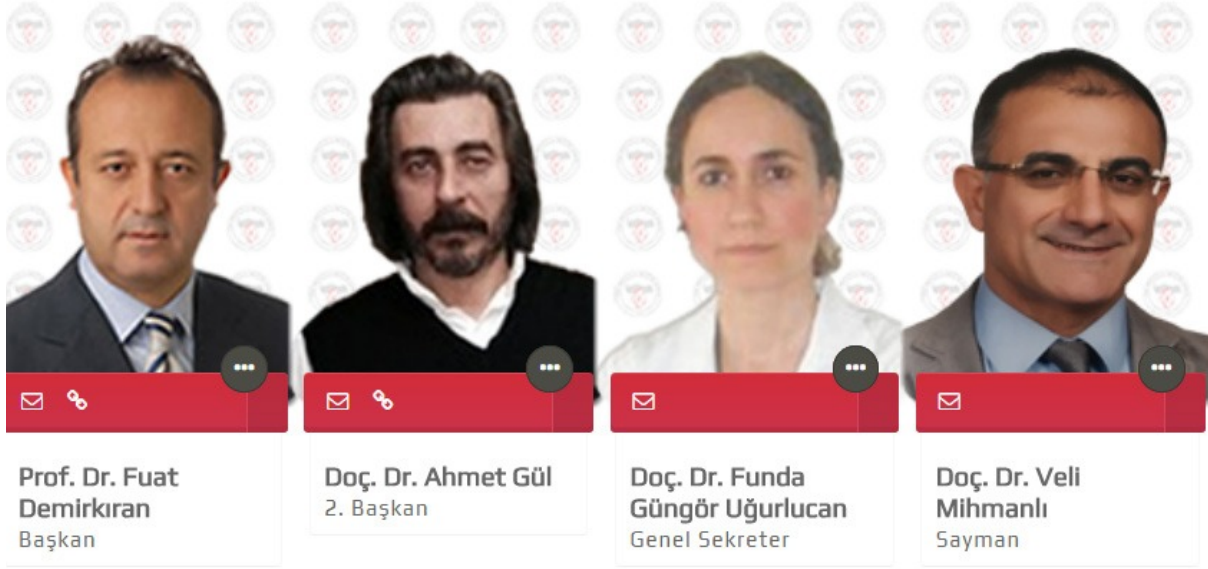 Prof. Dr. Fuat
Demirkıran
Başkan
Doç. Dr. Ahmet Gül
2. Başkan
Doç. Dr. Funda
Güngör Uğurlucan
Genel Sekreter
Doç. Dr. Veli
Mihmanlı
Sayman